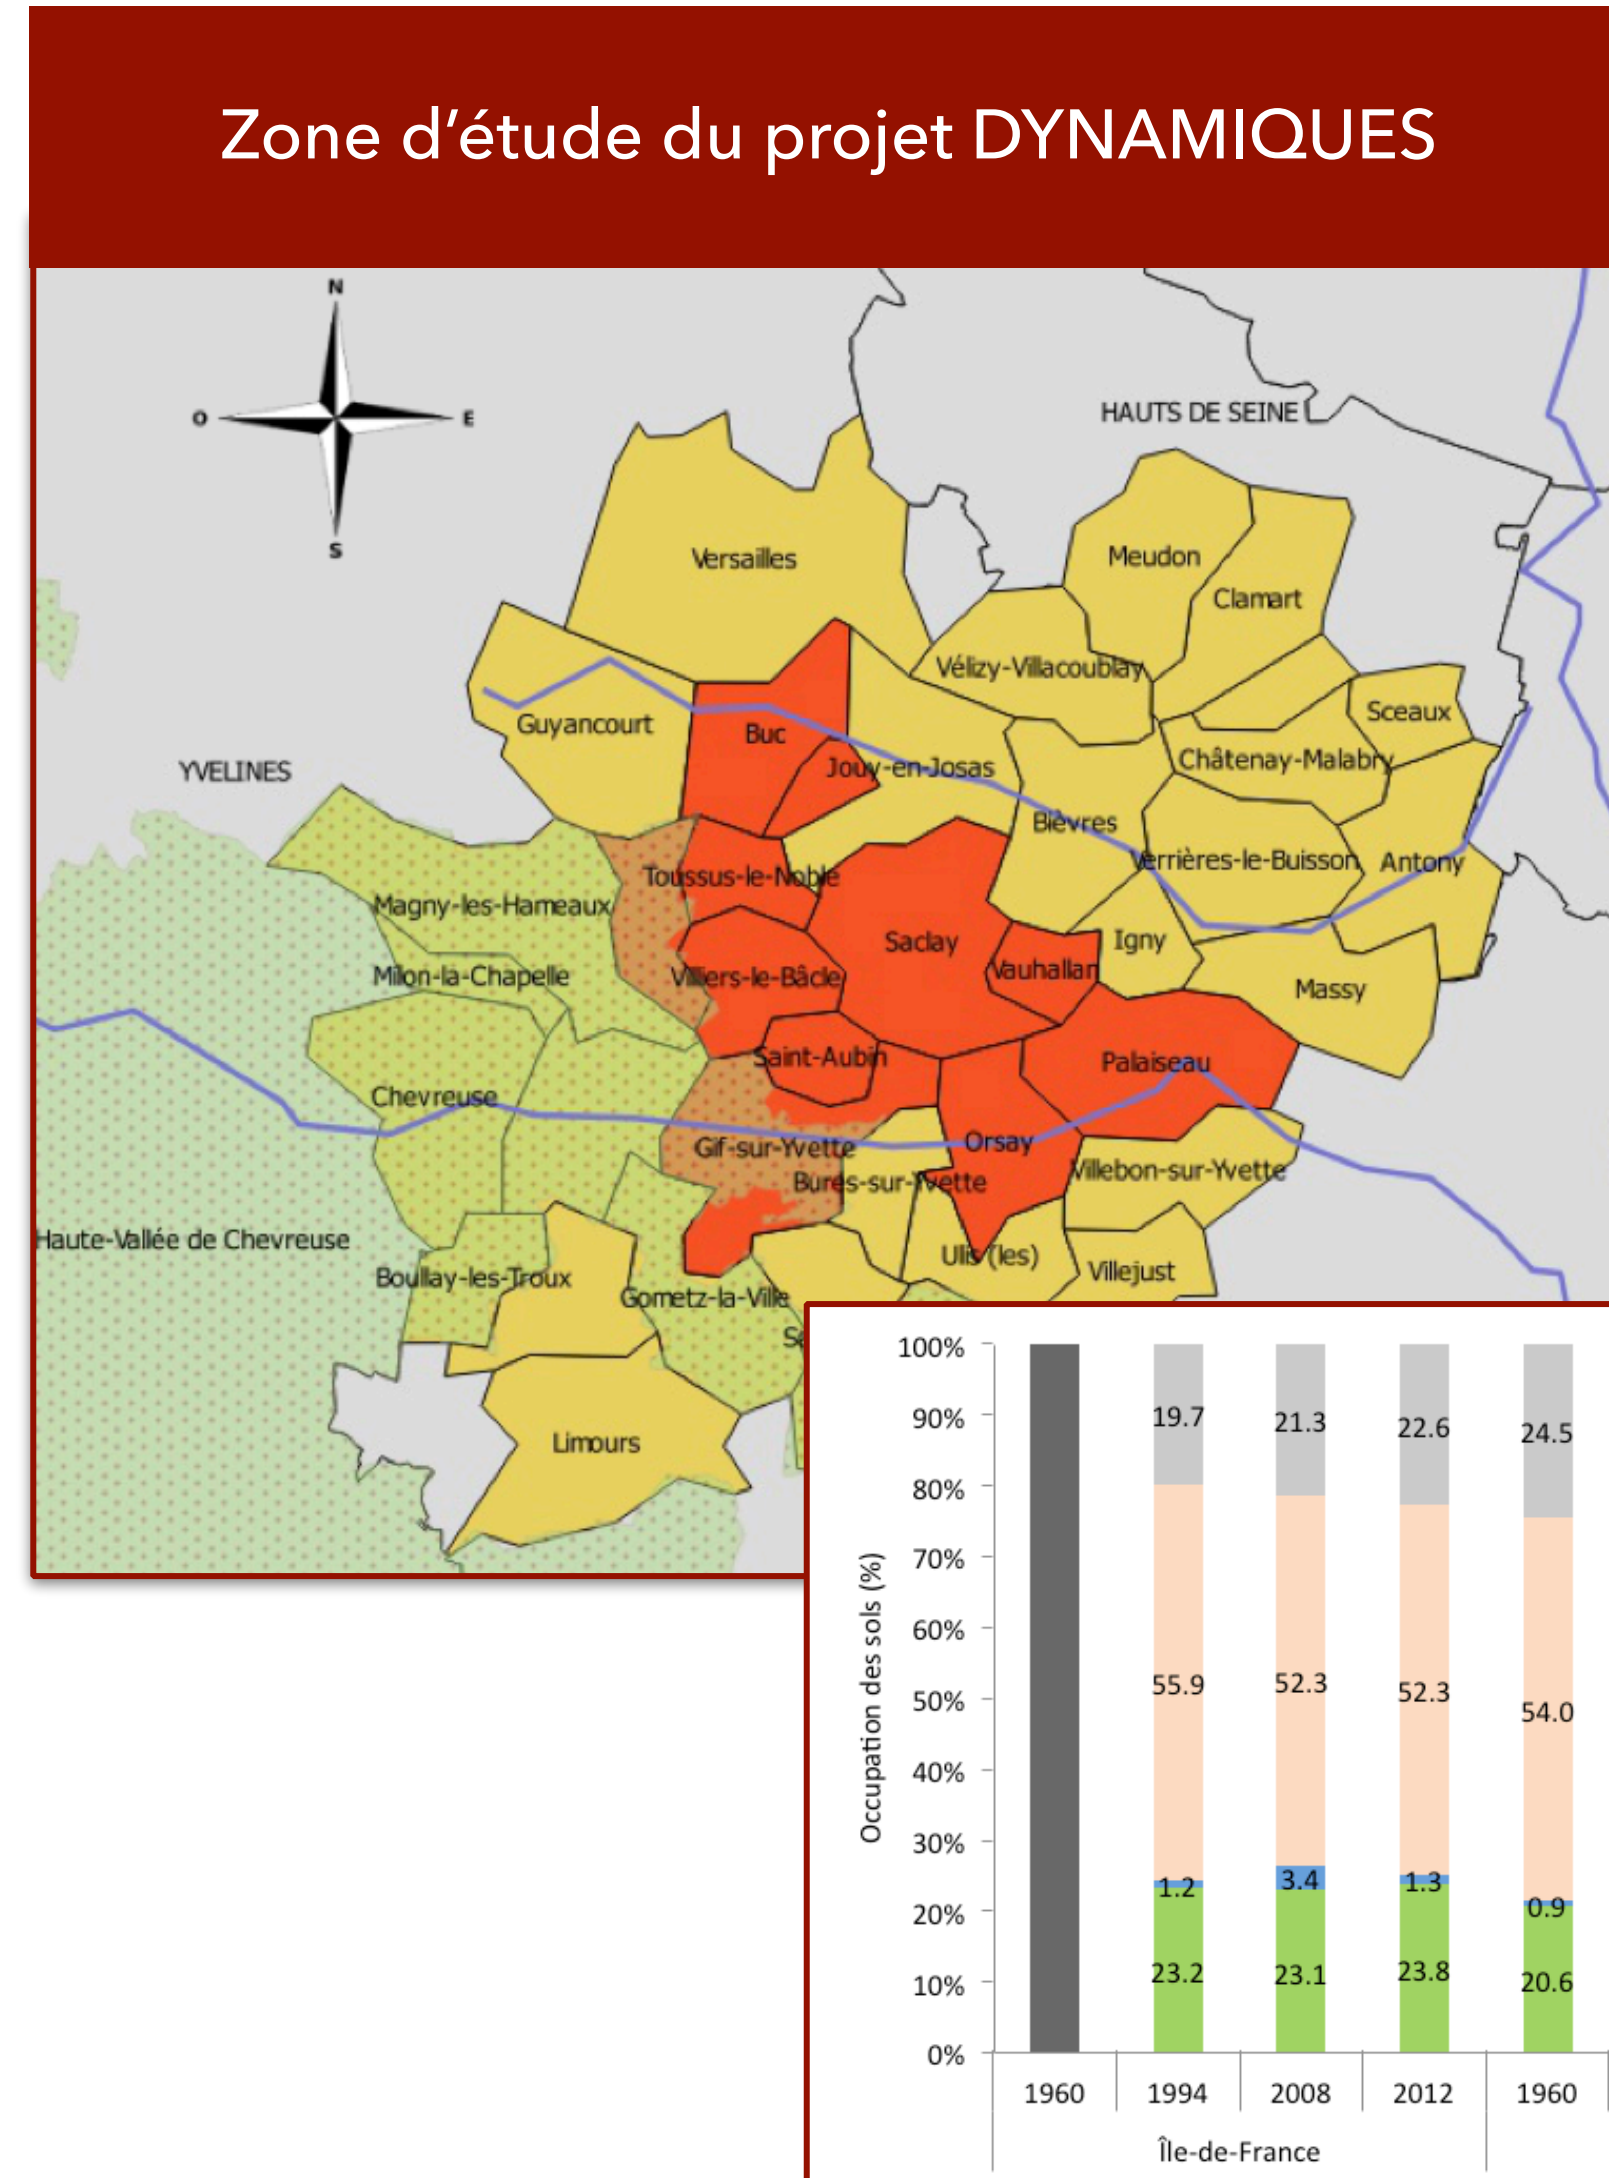 Zone d'étude du projet DYNAMIQUES
N
O
E
S
HAUTS DE SEINE
Versailles
Meudon
Clamart
Vélizy-Villacoublay
Sceaux
Guyancourt
Buc
Châtenay-Malabry
YVELINES
Jouy-en-Josas
Bièvres
Verrières-le-Buisson
Antony
Toussus-le-Noble
Magny-les-Hameaux
Saclay
Igny
Milon-la-Chapelle
Villiers-le-Bâcle
Vauhallan
Massy
Saint-Aubin
Palaiseau
Chevreuse
Gif-sur-Yvette
Orsay
Bures-sur-Yvette
Villebon-sur-Yvette
Haute-Vallée de Chevreuse
Ulis (les)
Villejust
Boullay-les-Troux
Gometz-la-Ville
Limours
Occupation des sols (%)
100%
90%
80%
70%
60%
50%
40%
30%
20%
10%
0%
19.7
21.3
22.6
24.5
55.9
52.3
52.3
54.0
1.2
3.4
1.3
0.9
23.2
23.1
23.8
20.6
1960
1994
2008
2012
1960
Île-de-France